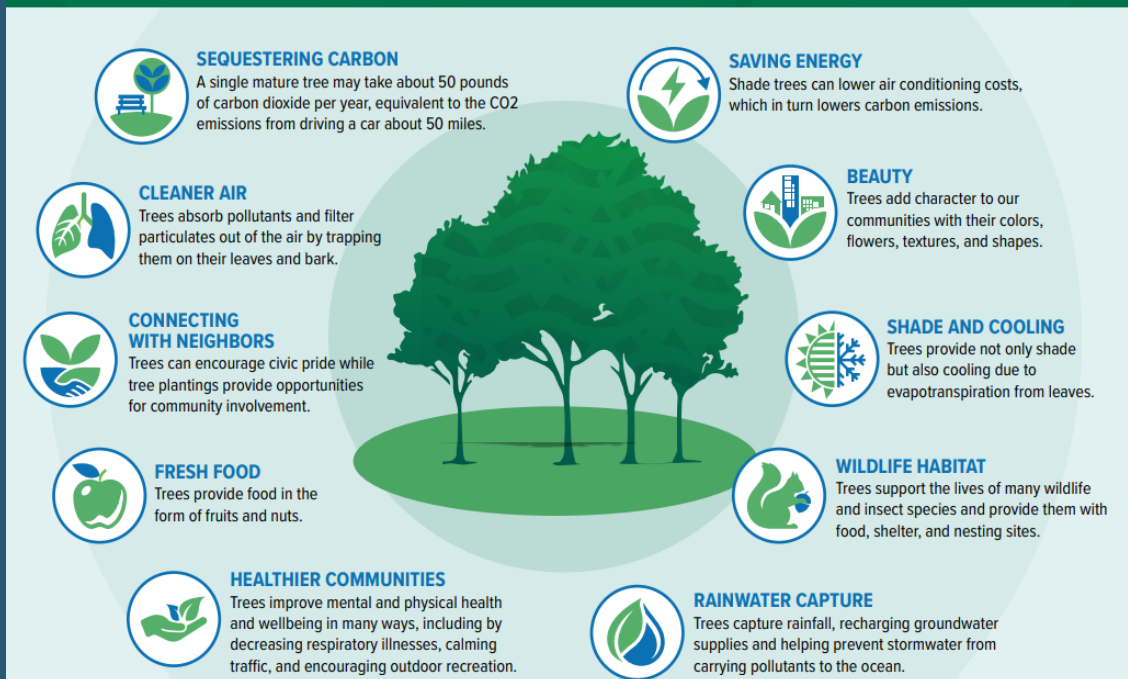 SEQUESTERING CARBON
A single mature tree may take about 50 pounds
of carbon dioxide per year, equivalent to the CO2
emissions from driving a car about 50 miles.
CLEANER AIR
Trees absorb pollutants and filter
particulates out of the air by trapping
them on their leaves and bark.
CONNECTING
WITH NEIGHBORS
Trees can encourage civic pride while
tree plantings provide opportunities
for community involvement.
FRESH FOOD
Trees provide food in the
form of fruits and nuts.
HEALTHIER COMMUNITIES
Trees improve mental and physical health
and wellbeing in many ways, including by
decreasing respiratory illnesses, calming
traffic, and encouraging outdoor recreation.
SAVING ENERGY
Shade trees can lower air conditioning costs,
which in turn lowers carbon emissions.
BEAUTY
Trees add character to our
communities with their colors,
flowers, textures, and shapes.
SHADE AND COOLING
Trees provide not only shade
but also cooling due to
evapotranspiration from leaves.
WILDLIFE HABITAT
Trees support the lives of many wildlife
and insect species and provide them with
food, shelter, and nesting sites.
RAINWATER CAPTURE
Trees capture rainfall, recharging groundwater
supplies and helping prevent stormwater from
carrying pollutants to the ocean.